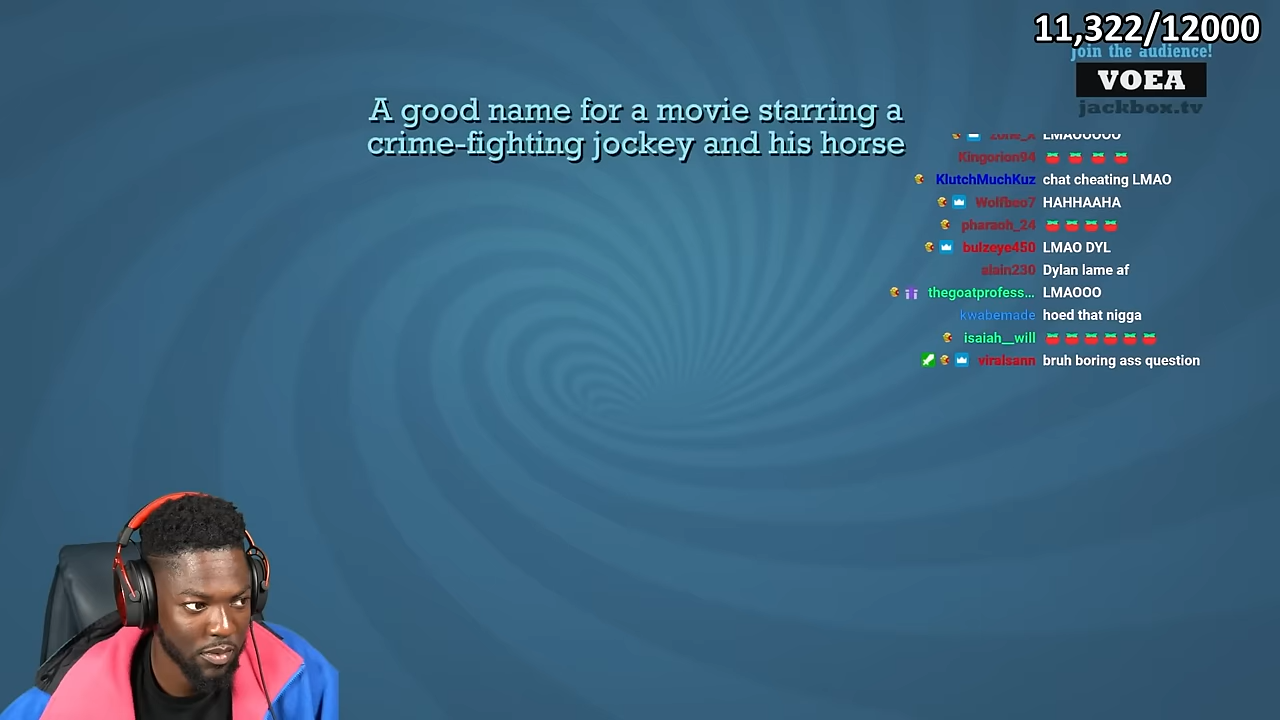 11,322/12000
join the audience!
VOEA
jackbox.tv
A good name for a movie starring a
crime-fighting jockey and his horse
LMAOOOOO
Kingorion94
KlutchMuchKuz chat cheating LMAO
Wolfbeo7 HAHHAAHA
pharaoh_24
bulzeye450 LMAO DYL
alain230 Dylan lame af
thegoatprofess... LMAOOO
kwabemade hoed that nigga
isaiah__will
viralsann bruh boring ass question